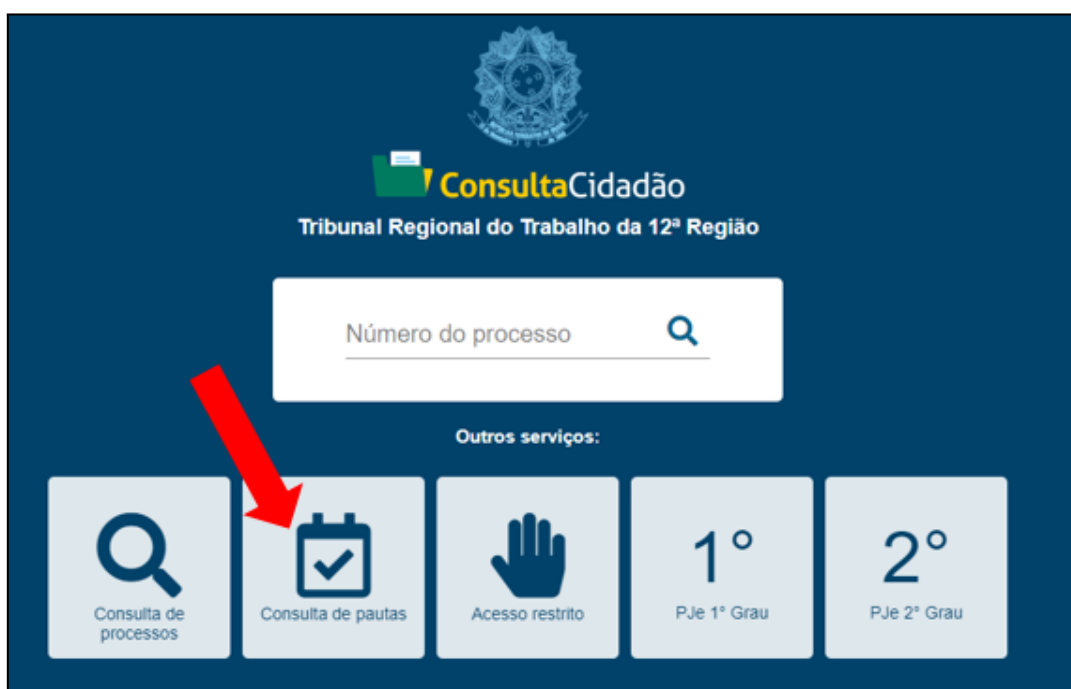 ConsultaCidadão
Tribunal Regional do Trabalho da 12ª Região
Número do processo
Outros serviços:
Consulta de
processos
Consulta de pautas
Acesso restrito
1°
PJe 1° Grau
2°
PJe 2° Grau